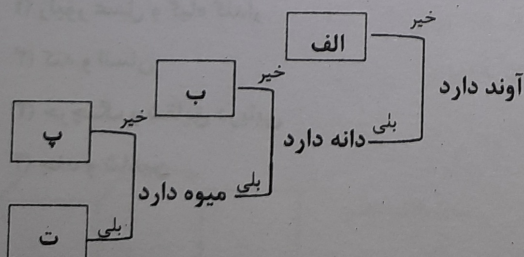 خیر
الف
آوند دارد
خیر
ب
بلی
دانه دارد
خیر
پ
بلی
میوه دارد
بلی
ت